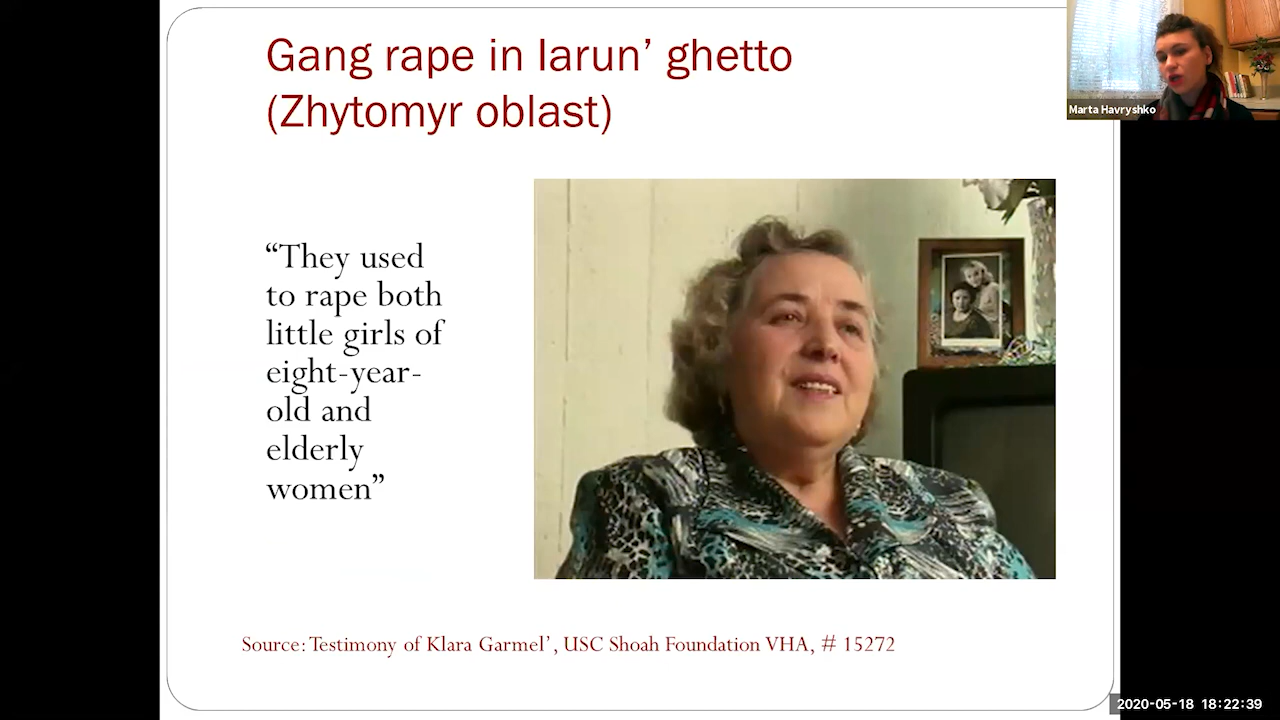 Gang rape in Iarun’ ghetto
(Zhytomyr oblast)
Marta Havryshko
“They used
to rape both
little girls of
eight-year-
old and
elderly
women”
Source: Testimony of Klara Garmel’, USC Shoah Foundation VHA, # 15272
2020-05-18 18:22:39